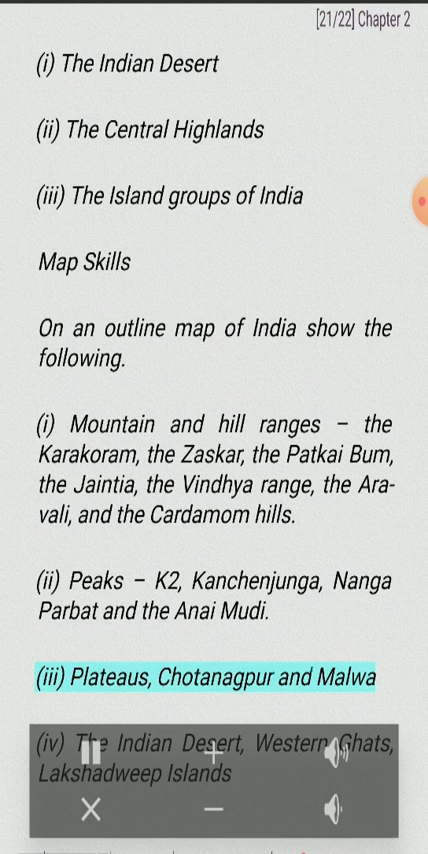 [21/22] Chapter 2
(i) The Indian Desert
(ii) The Central Highlands
(iii) The Island groups of India
Map Skills
On an outline map of India show the
following.
(i) Mountain and hill ranges – the
Karakoram, the Zaskar, the Patkai Bum,
the Jaintia, the Vindhya range, the Ara-
vali, and the Cardamom hills.
(ii) Peaks – K2, Kanchenjunga, Nanga
Parbat and the Anai Mudi.
(iii) Plateaus, Chotanagpur and Malwa
(iv) The Indian Desert, Western Ghats,
Lakshadweep Islands